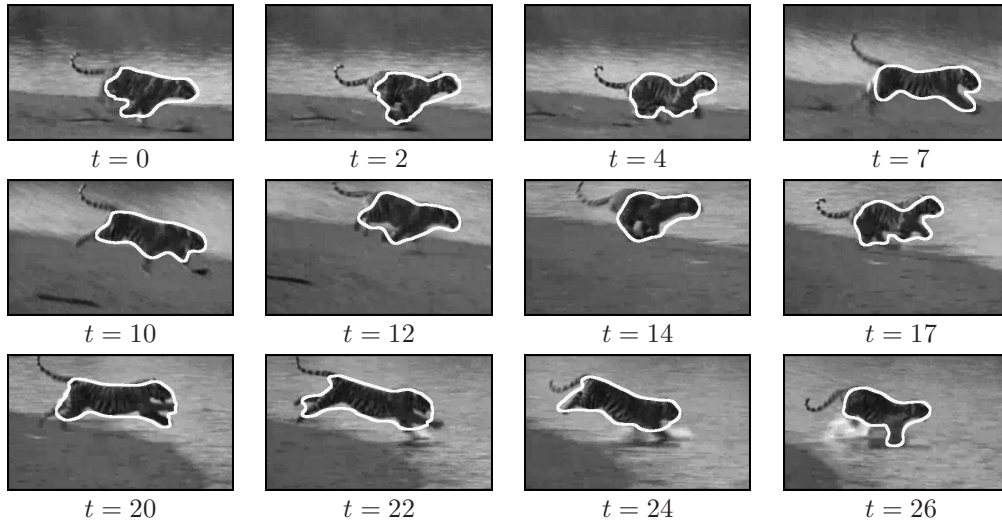 t = 0
t = 2
t = 4
t = 7
t = 10
t = 12
t = 14
t = 17
t = 20
t = 22
t = 24
t = 26